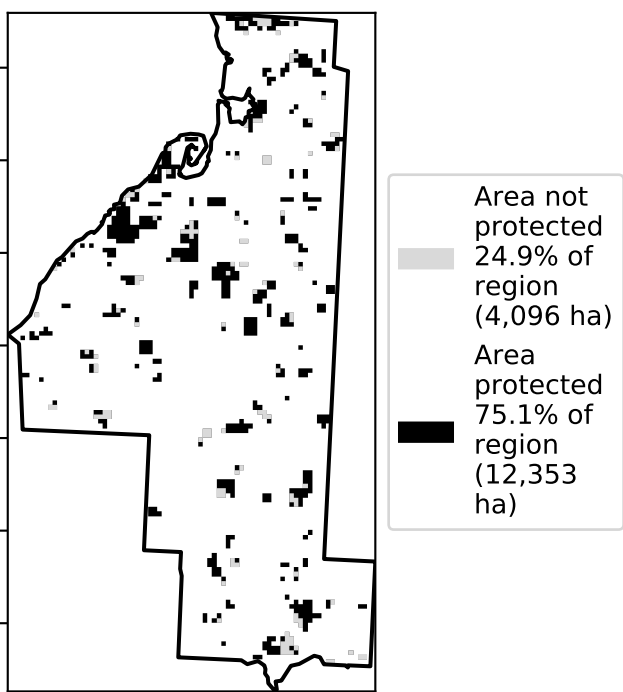 Area not
protected
24.9% of
region
(4,096 ha)
Area
protected
75.1% of
region
(12,353
ha)